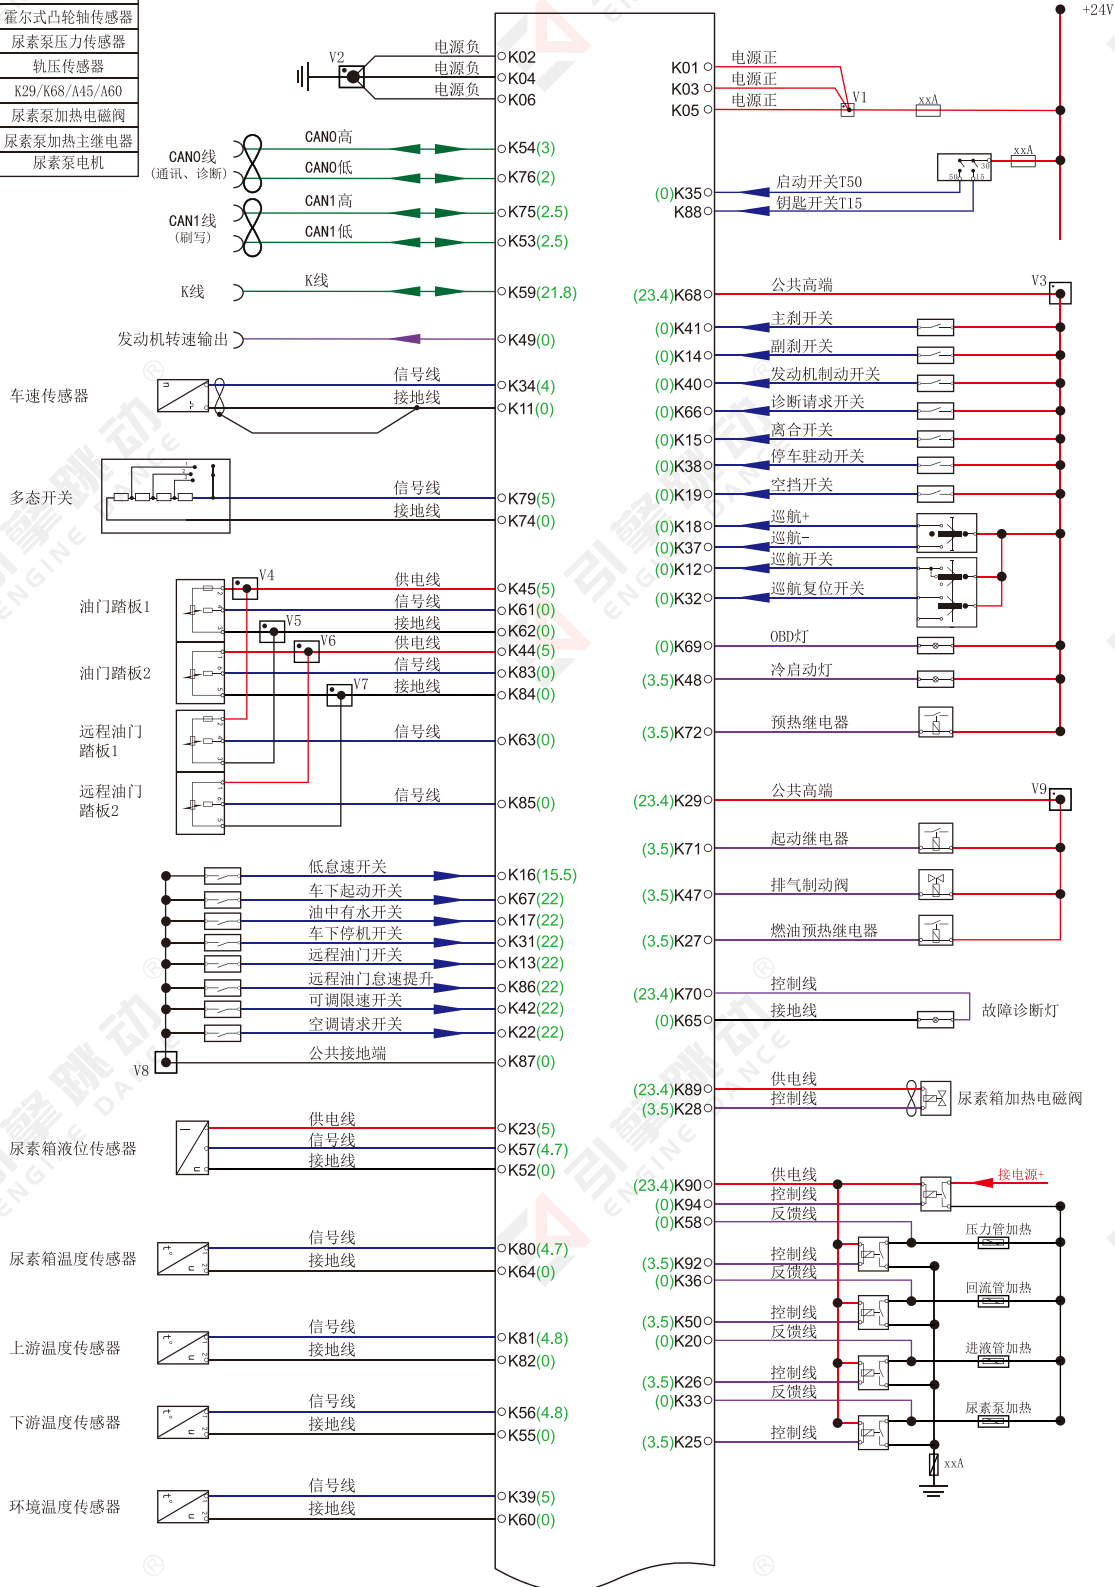 霍尔式凸轮轴传感器
尿素泵压力传感器
轨压传感器
K29/K68/A45/A60
尿素泵加热电磁阀
尿素泵加热主继电器
尿素泵电机
V2
电源负
K02
电源负
K04
电源负
K06
CAN0线
(通讯、诊断)
CAN0高
K54(3)
CAN0低
K76(2)
CAN1线
(刷写)
CAN1高
K75(2.5)
CAN1低
K53(2.5)
K线
K线
K59(21.8)
发动机转速输出
K49(0)
车速传感器
n
信号线
K34(4)
接地线
K11(0)
多态开关
1
2
3
信号线
K79(5)
接地线
K74(0)
油门踏板1
V4
供电线
K45(5)
信号线
K61(0)
V5
接地线
K62(0)
油门踏板2
V6
供电线
K44(5)
信号线
K83(0)
V7
接地线
K84(0)
远程油门
踏板1
信号线
K63(0)
远程油门
踏板2
信号线
K85(0)
低怠速开关
K16(15.5)
车下起动开关
K67(22)
油中有水开关
K17(22)
车下停机开关
K31(22)
远程油门开关
K13(22)
远程油门怠速提升
K86(22)
可调限速开关
K42(22)
空调请求开关
K22(22)
V8
公共接地端
K87(0)
尿素箱液位传感器
供电线
K23(5)
信号线
K57(4.7)
接地线
K52(0)
尿素箱温度传感器
信号线
K80(4.7)
接地线
K64(0)
上游温度传感器
信号线
K81(4.8)
接地线
K82(0)
下游温度传感器
信号线
K56(4.8)
接地线
K55(0)
环境温度传感器
信号线
K39(5)
接地线
K60(0)
+24V
K01
电源正
K03
电源正
K05
电源正
V1
xxA
xxA
50
30
15
(0)K35
启动开关T50
K88
钥匙开关T15
(23.4)K68
公共高端
V3
(0)K41
主刹开关
(0)K14
副刹开关
(0)K40
发动机制动开关
(0)K66
诊断请求开关
(0)K15
离合开关
(0)K38
停车驻动开关
(0)K19
空挡开关
(0)K18
巡航+
(0)K37
巡航-
(0)K12
巡航开关
(0)K32
巡航复位开关
(0)K69
OBD灯
(3.5)K48
冷启动灯
(3.5)K72
预热继电器
(23.4)K29
公共高端
V9
(3.5)K71
起动继电器
(3.5)K47
排气制动阀
(3.5)K27
燃油预热继电器
(23.4)K70
控制线
(0)K65
接地线
故障诊断灯
(23.4)K89
供电线
(3.5)K28
控制线
尿素箱加热电磁阀
(23.4)K90
供电线
接电源+
(0)K94
控制线
(0)K58
反馈线
压力管加热
(3.5)K92
控制线
(0)K36
反馈线
回流管加热
(3.5)K50
控制线
(0)K20
反馈线
进液管加热
(3.5)K26
控制线
(0)K33
反馈线
尿素泵加热
(3.5)K25
控制线
xxA
引擎跳动
ENGINE DANCE
®